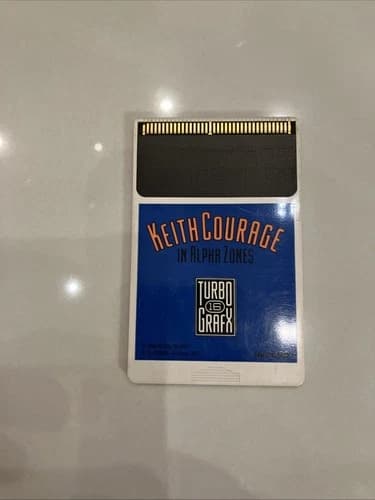 KEITH COURAGE
IN ALPHA ZONES
TURBO
16
GRAFX